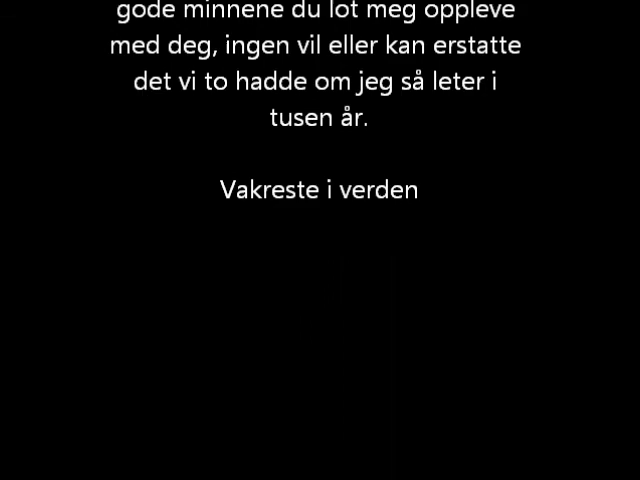 gode minnene du lot meg oppleve
med deg, ingen vil eller kan erstatte
det vi to hadde om jeg så leter i
tusen år.
Vakreste i verden